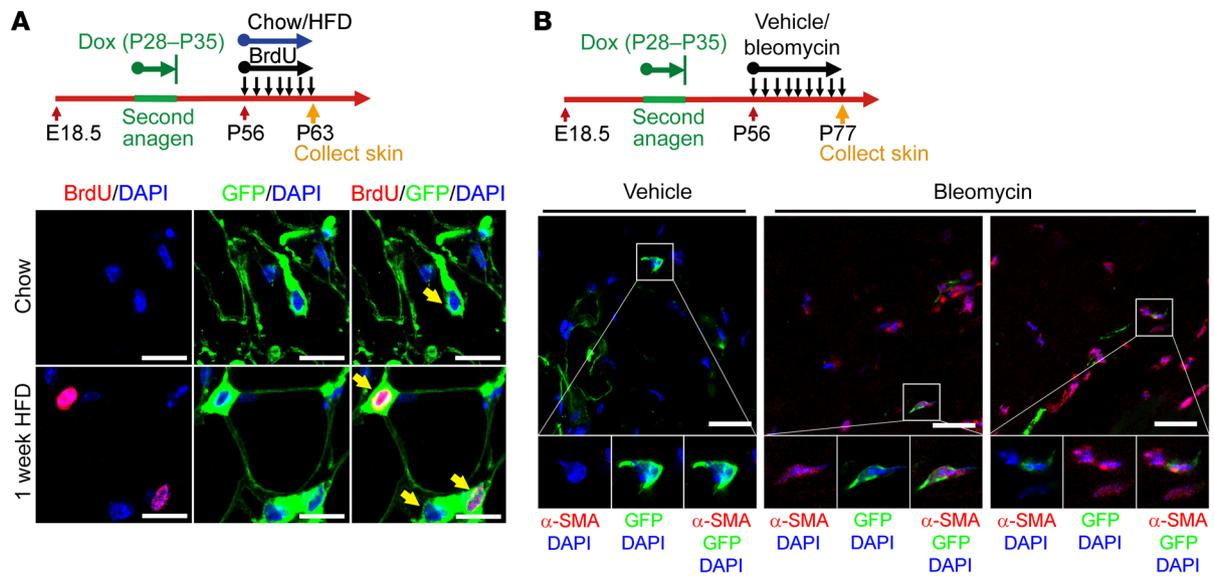 A
Chow/HFD
Dox (P28–P35)
BrdU
E18.5
Second
anagen
P56
P63
Collect skin
BrdU/DAPI
GFP/DAPI
BrdU/GFP/DAPI
Chow
1 week HFD
B
Vehicle/
bleomycin
Dox (P28–P35)
E18.5
Second
anagen
P56
P77
Collect skin
Vehicle
Bleomycin
α-SMA
DAPI
GFP
DAPI
α-SMA
GFP
DAPI
α-SMA
DAPI
GFP
DAPI
α-SMA
GFP
DAPI
α-SMA
DAPI
GFP
DAPI
α-SMA
GFP
DAPI